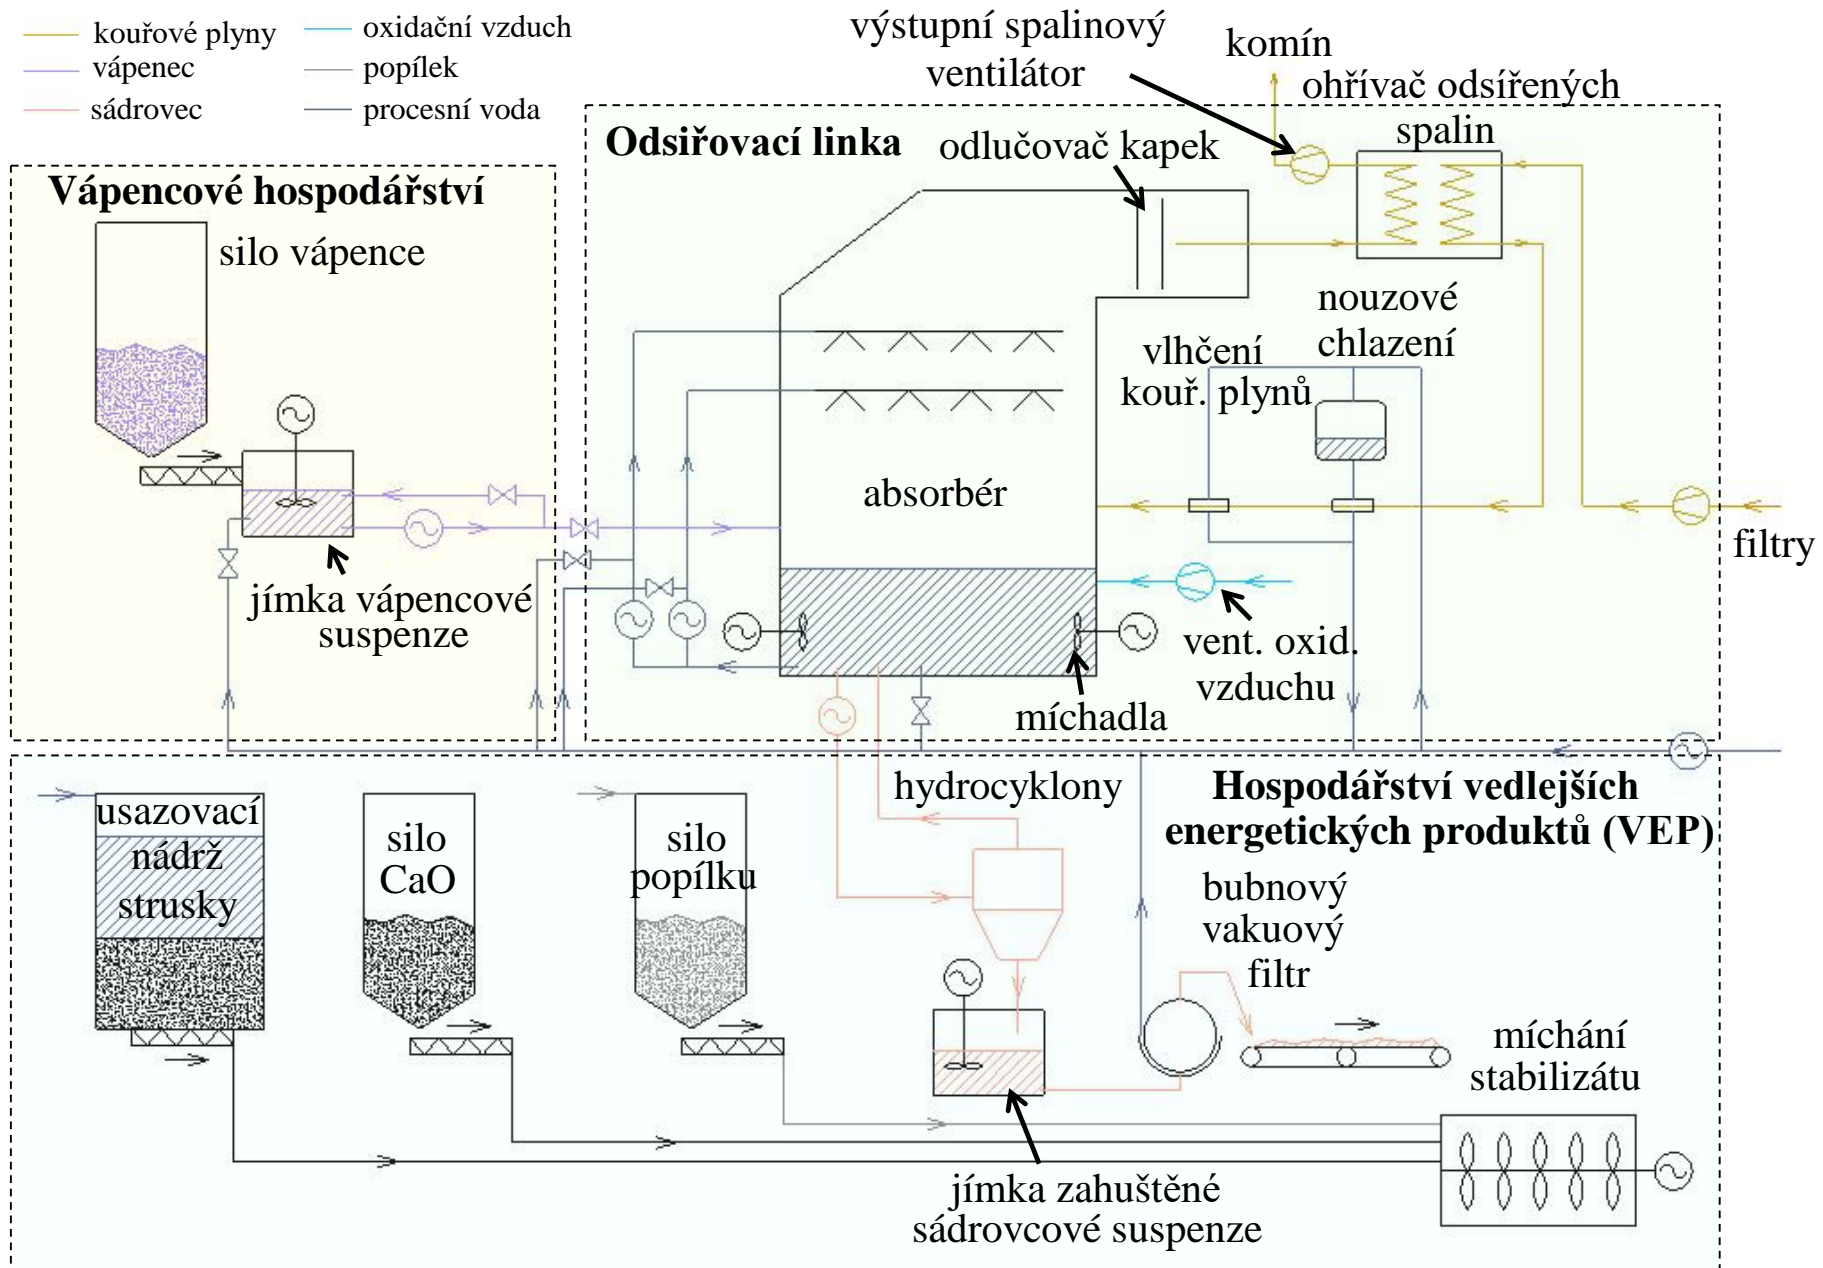 kouřové plyny
vápenec
sádrovec
oxidační vzduch
popílek
procesní voda
výstupní spalinový
ventilátor
komín
ohřívač odsířených
spalin
Odsiřovací linka
odlučovač kapek
Vápencové hospodářství
silo vápence
nouzové
chlazení
vlhčení
kouř. plynů
absorbér
filtry
jímka vápencové
suspenze
vent. oxid.
vzduchu
míchadla
hydrocyklony
Hospodářství vedlejších
energetických produktů (VEP)
usazovací
nádrž
strusky
silo
CaO
silo
popílku
bubnový
vakuový
filtr
míchání
stabilizátu
jímka zahuštěné
sádrovcové suspenze